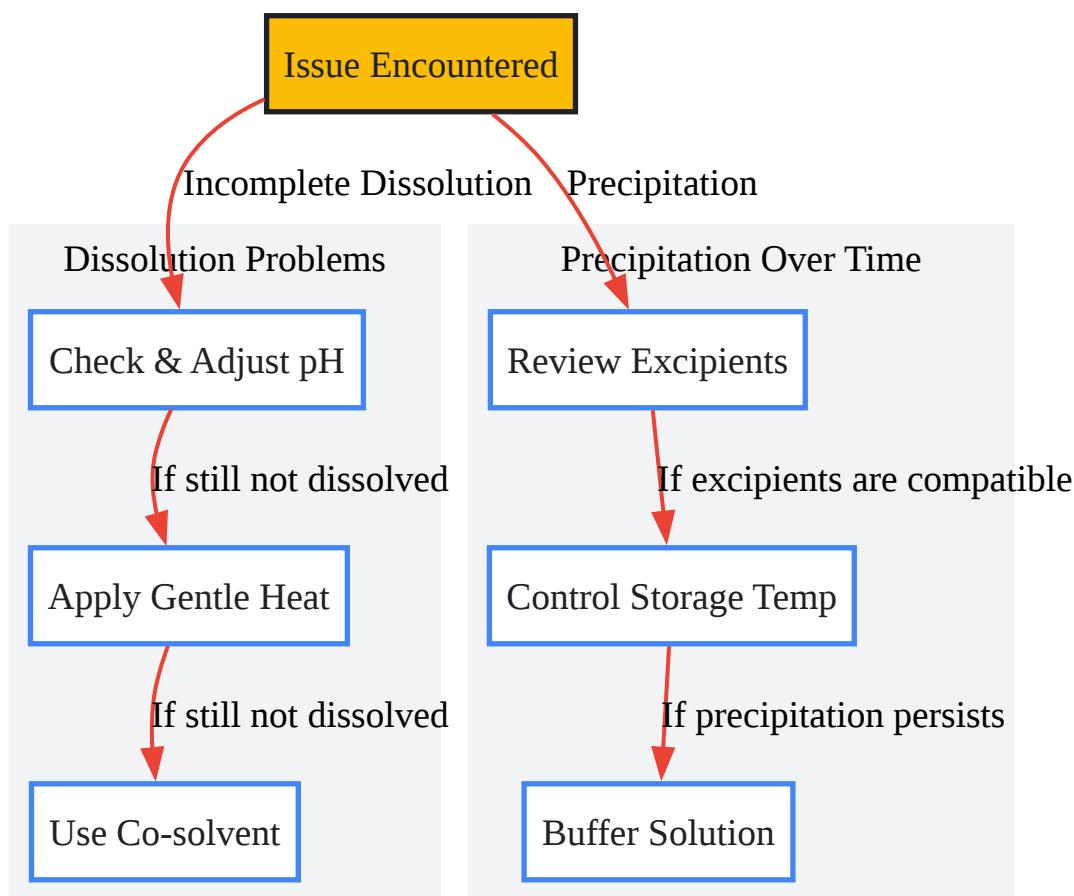 Issue Encountered
Incomplete Dissolution
Precipitation
Dissolution Problems
Precipitation Over Time
Check & Adjust pH
Review Excipients
If still not dissolved
If excipients are compatible
Apply Gentle Heat
Control Storage Temp
If still not dissolved
If precipitation persists
Use Co-solvent
Buffer Solution